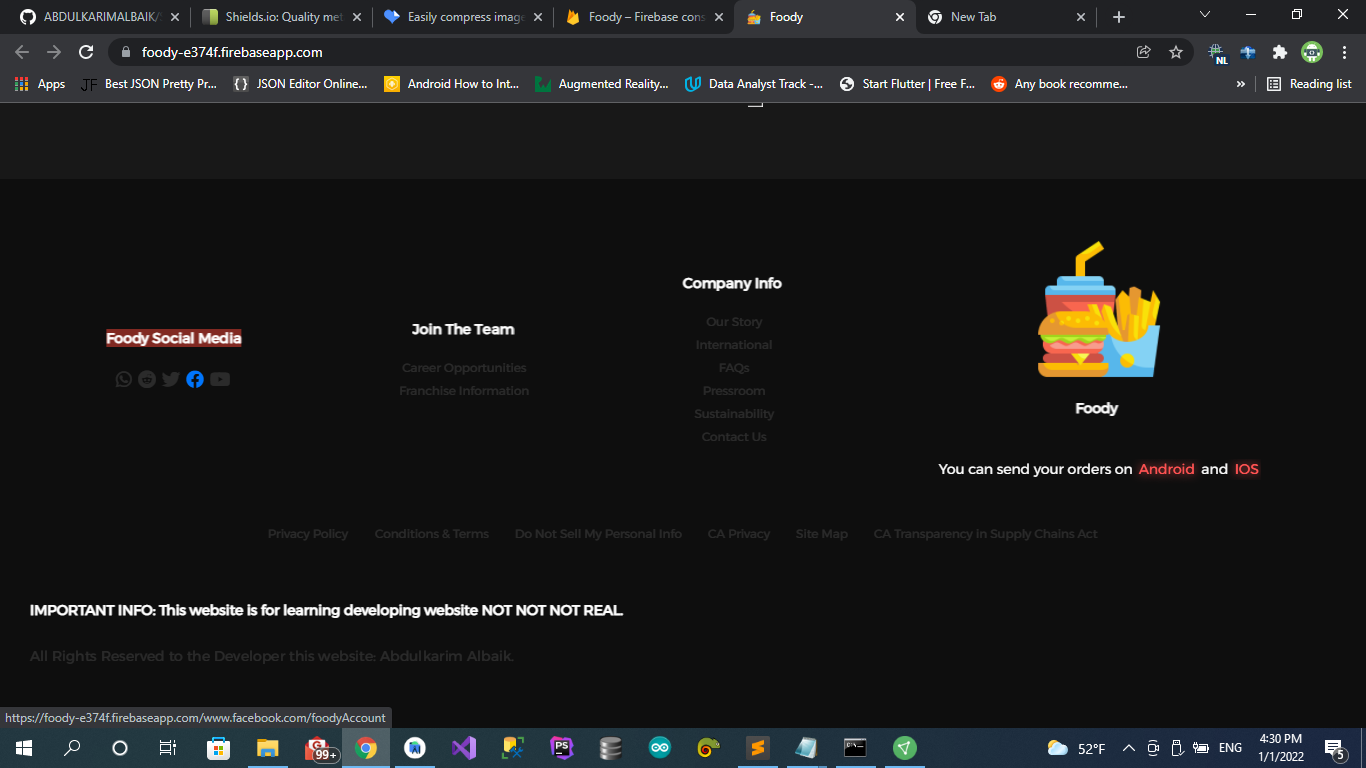 ABDULKARIMALBAIK/
Shields.io: Quality met
Easily compress image
Foody – Firebase cons
Foody
New Tab
foody-e374f.firebaseapp.com
NL
Apps
JF Best JSON Pretty Pr...
{} JSON Editor Online...
Android How to Int...
Augmented Reality...
Data Analyst Track -...
Start Flutter | Free F...
Any book recomme...
»
Reading list
Foody Social Media
Join The Team
Career Opportunities
Franchise Information
Company Info
Our Story
International
FAQs
Pressroom
Sustainability
Contact Us
Foody
You can send your orders on Android and IOS
Privacy Policy Conditions & Terms Do Not Sell My Personal Info CA Privacy Site Map CA Transparency in Supply Chains Act
IMPORTANT INFO: This website is for learning developing website NOT NOT NOT REAL.
All Rights Reserved to the Developer this website: Abdulkarim Albaik.
https://foody-e374f.firebaseapp.com/www.facebook.com/foodyAccount
99+
PS
52°F
ENG
4:30 PM
1/1/2022
5